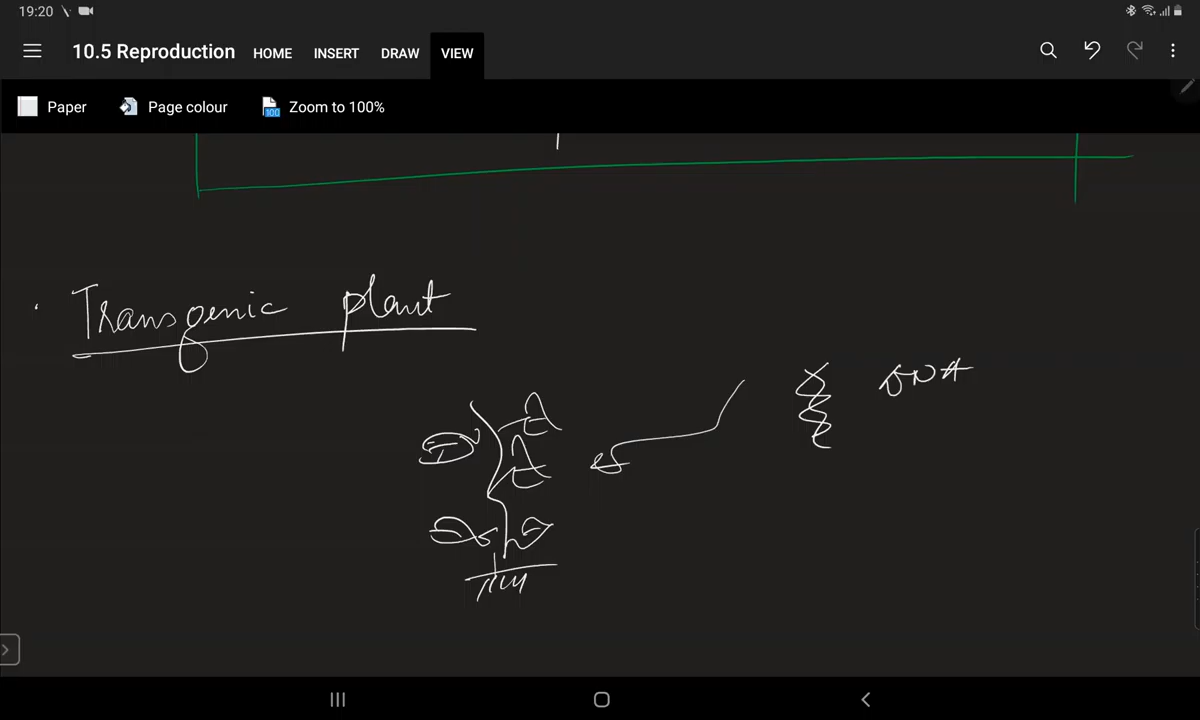 19:20
10.5 Reproduction HOME INSERT DRAW VIEW
Paper Page colour Zoom to 100%
Transgenic plant
DNA